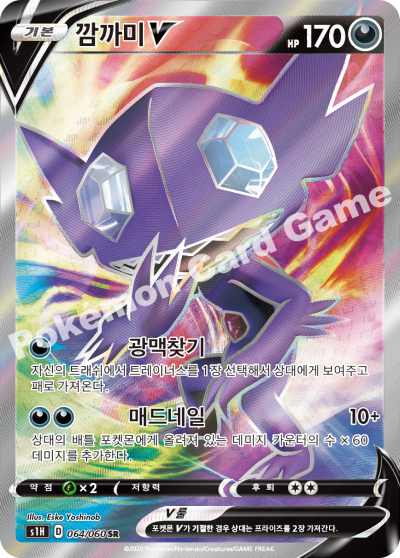 기본 깜까미 V HP 170
Pokémon Card Game
광맥찾기
자신의 트래쉬에서 트레이너스를 1장 선택해서 상대에게 보여주고
패로 가져온다.
매드네일 10+
상대의 배틀 포켓몬에게 올려져 있는 데미지 카운터의 수 × 60
데미지를 추가한다.
약점 × 2 저항력 후퇴
Illus. Eske Yoshinob
V룰
s1H D 064/060 SR
포켓몬 V가 기절한 경우 상대는 프라이즈를 2장 가져간다.
©2020 Pokémon/Nintendo/Creatures/GAME FREAK.